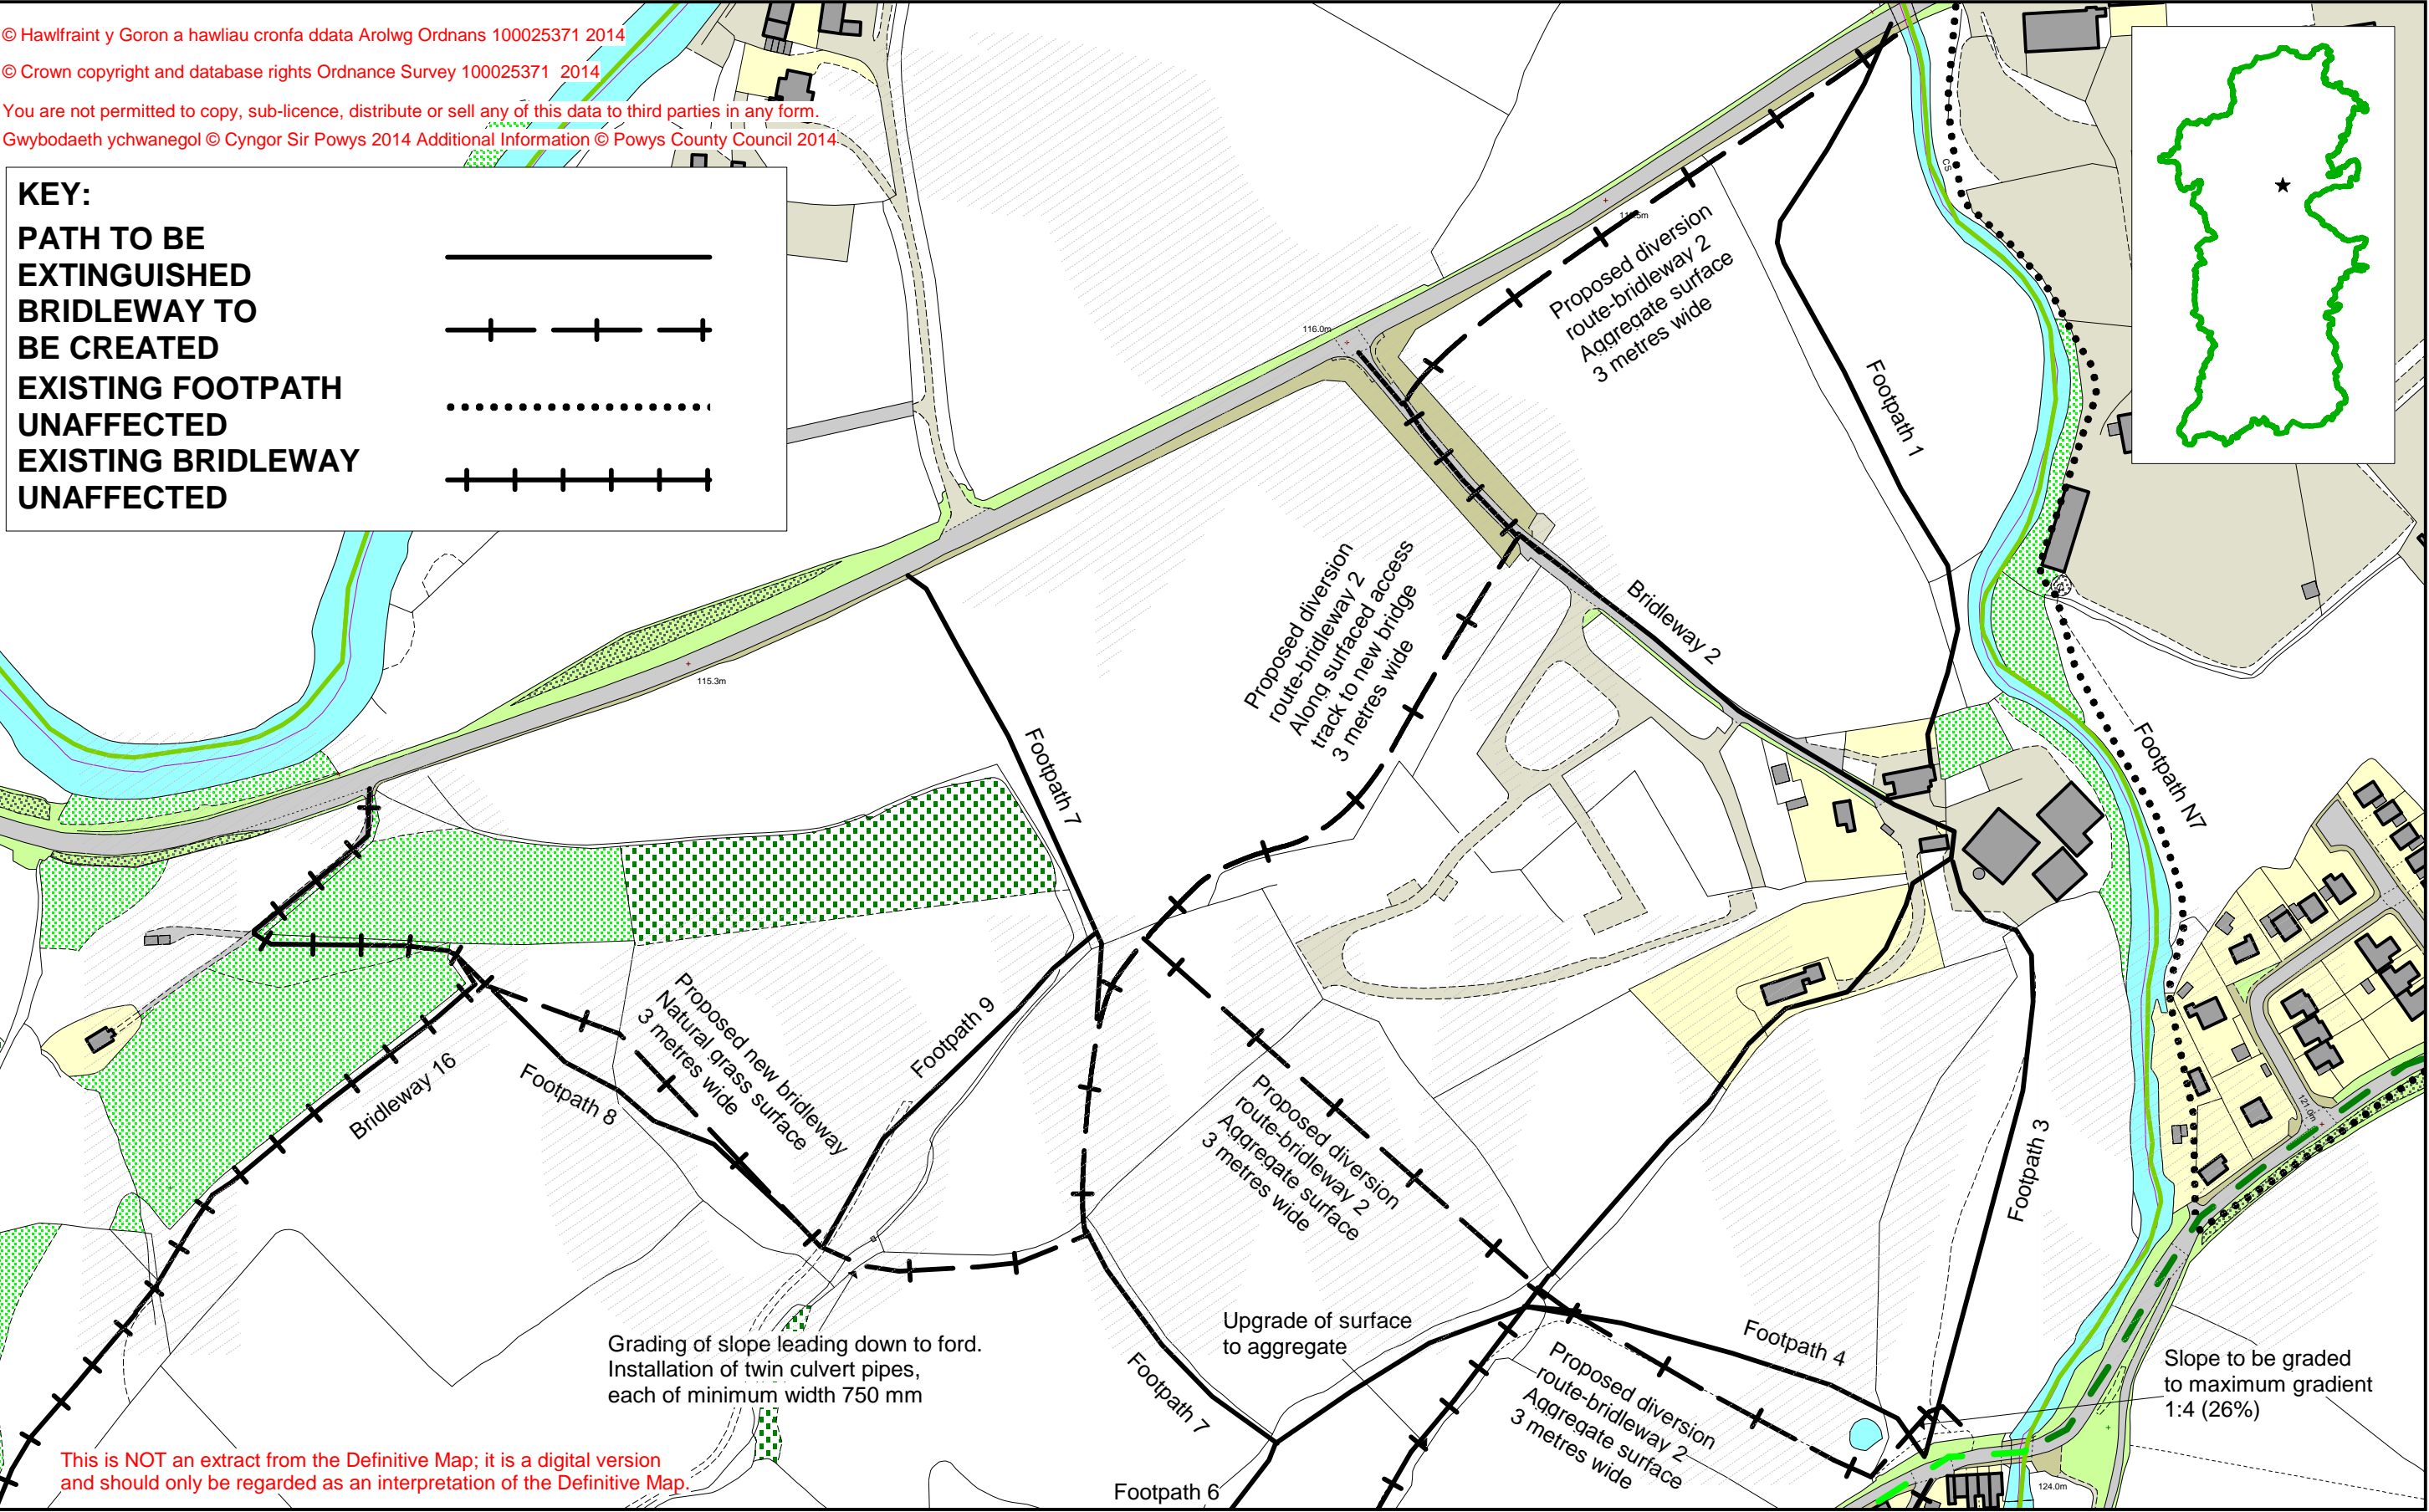 © Hawlfraint y Goron a hawliau cronfa ddata Arolwg Ordnans 100025371 2014
© Crown copyright and database rights Ordnance Survey 100025371 2014
You are not permitted to copy, sub-licence, distribute or sell any of this data to third parties in any form.
Gwybodaeth ychwanegol © Cyngor Sir Powys 2014 Additional Information © Powys County Council 2014
KEY:
PATH TO BE
EXTINGUISHED
BRIDLEWAY TO
BE CREATED
EXISTING FOOTPATH
UNAFFECTED
EXISTING BRIDLEWAY
UNAFFECTED
CS
Proposed diversion
route-bridleway 2
Aggregate surface
3 metres wide
116.0m
Footpath 1
Proposed diversion
route-bridleway 2
Along surfaced access
track to new bridge
3 metres wide
Bridleway 2
115.3m
Footpath 7
Footpath N7
Proposed new bridleway
Natural grass surface
3 metres wide
Footpath 9
Bridleway 16
Footpath 8
Proposed diversion
route-bridleway 2
Aggregate surface
3 metres wide
121.0m
Footpath 3
Grading of slope leading down to ford.
Installation of twin culvert pipes,
each of minimum width 750 mm
Upgrade of surface
to aggregate
Footpath 7
Footpath 4
Proposed diversion
route-bridleway 2
Aggregate surface
3 metres wide
Slope to be graded
to maximum gradient
1:4 (26%)
This is NOT an extract from the Definitive Map; it is a digital version
and should only be regarded as an interpretation of the Definitive Map.
Footpath 6
124.0m